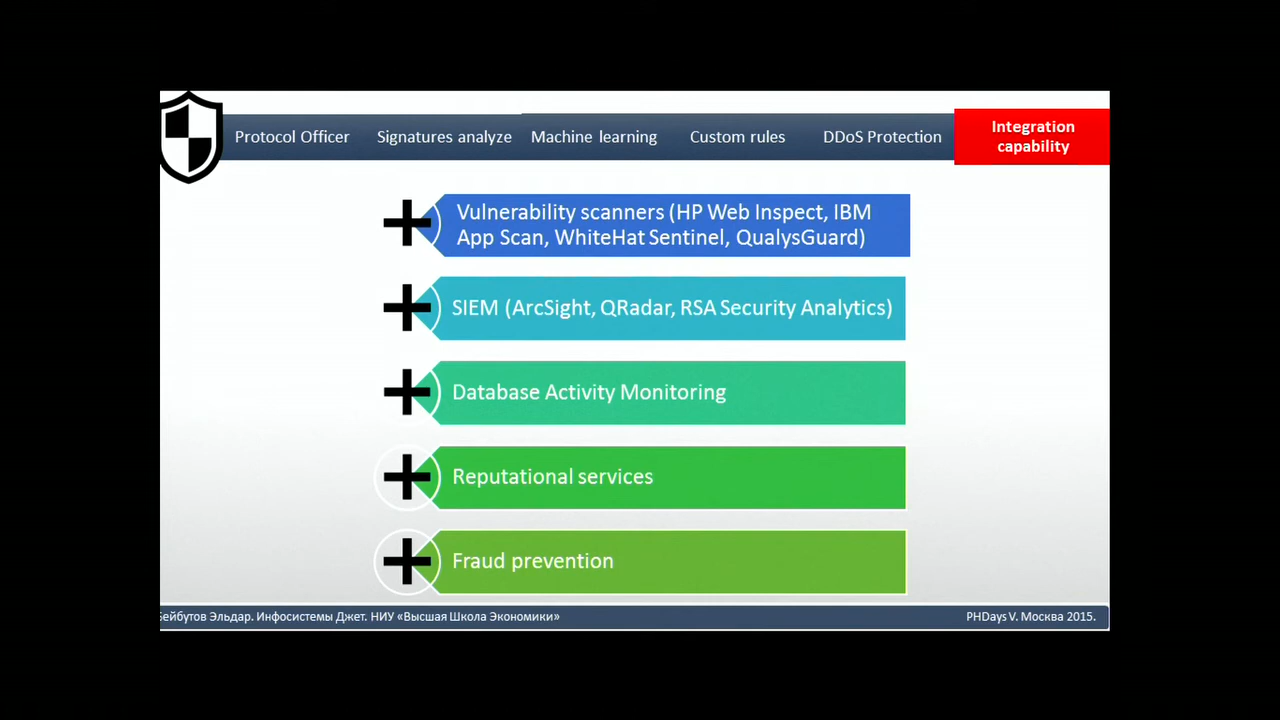 Protocol Officer
Signatures analyze
Machine learning
Custom rules
DDoS Protection
Integration
capability
Vulnerability scanners (HP Web Inspect, IBM
App Scan, WhiteHat Sentinel, QualysGuard)
SIEM (ArcSight, QRadar, RSA Security Analytics)
Database Activity Monitoring
Reputational services
Fraud prevention
Бейбутов Эльдар. Инфосистемы Джет. НИУ «Высшая Школа Экономики»
PHDays V. Москва 2015.